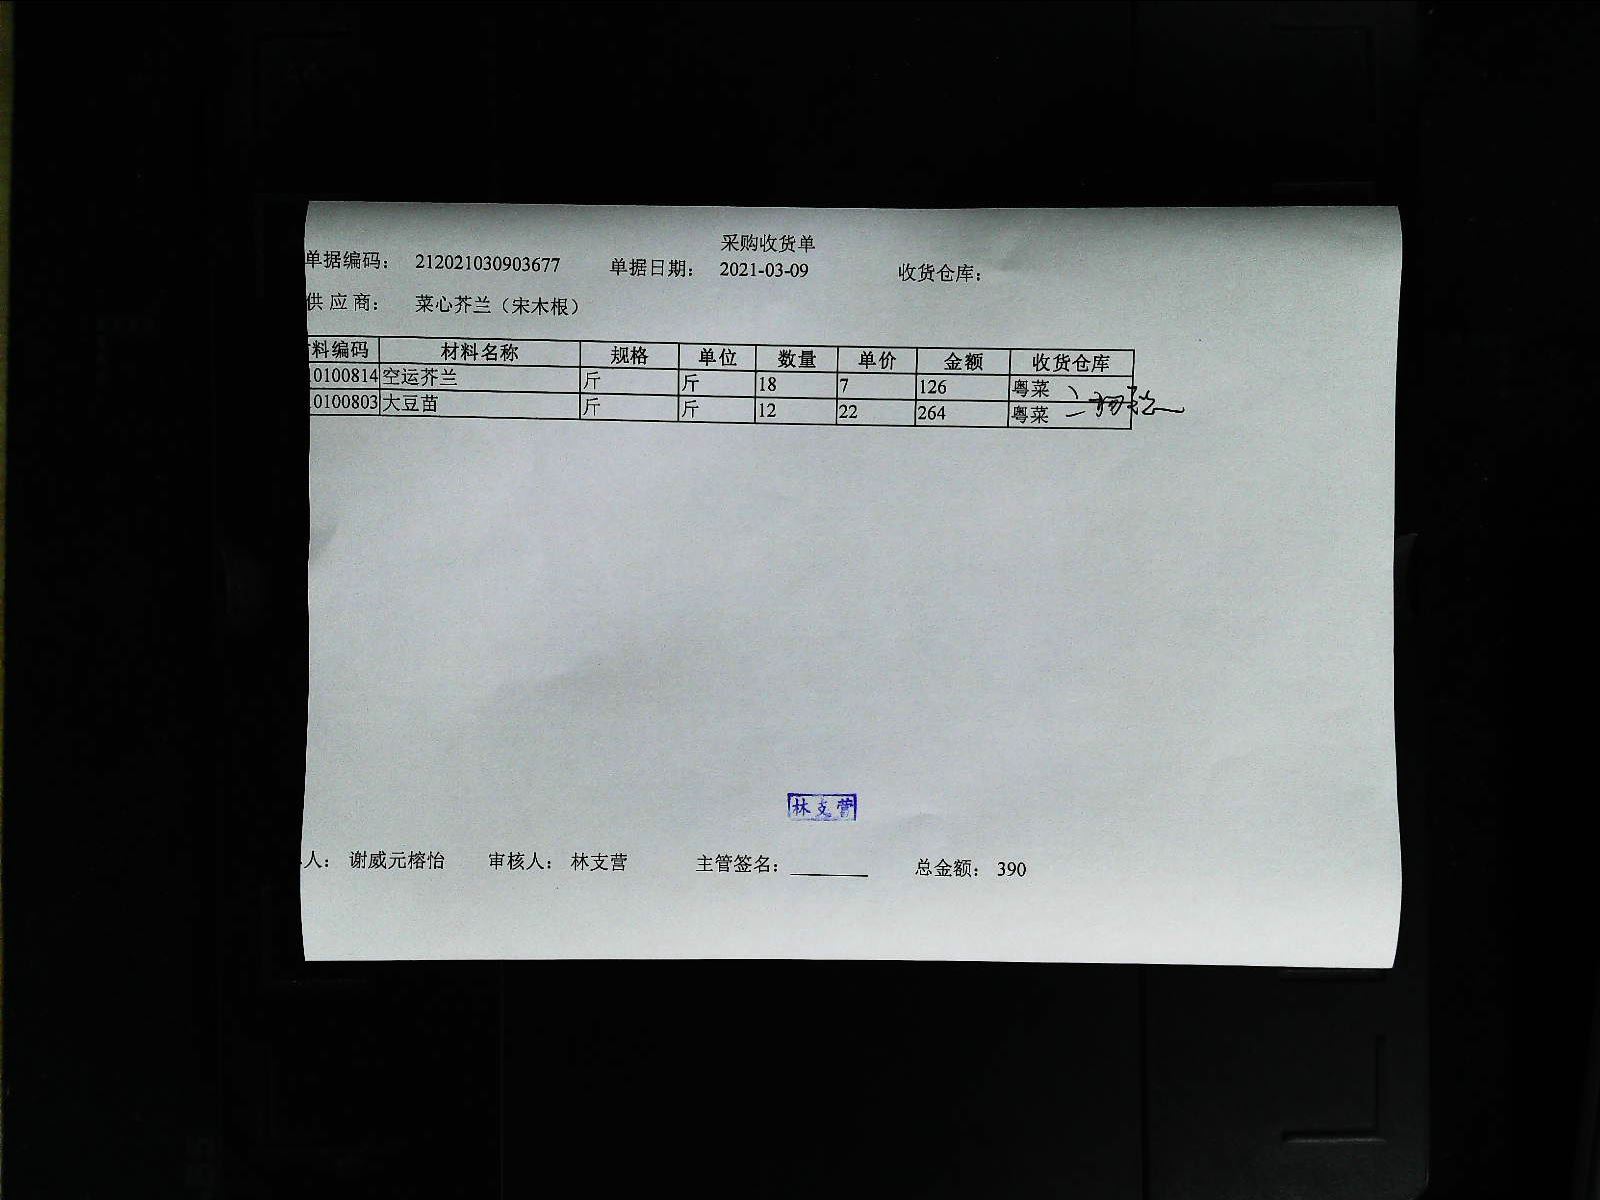 采购收货单
单据编码： 212021030903677 单据日期： 2021-03-09 收货仓库：
供应商： 菜心芥兰（宋木根）
料编码 材料名称 规格 单位 数量 单价 金额 收货仓库
0100814 空运芥兰 斤 斤 18 7 126 粤菜
0100803 大豆苗 斤 斤 12 22 264 粤菜
林支营
人： 谢威元榕怡 审核人： 林支营 主管签名： 总金额： 390